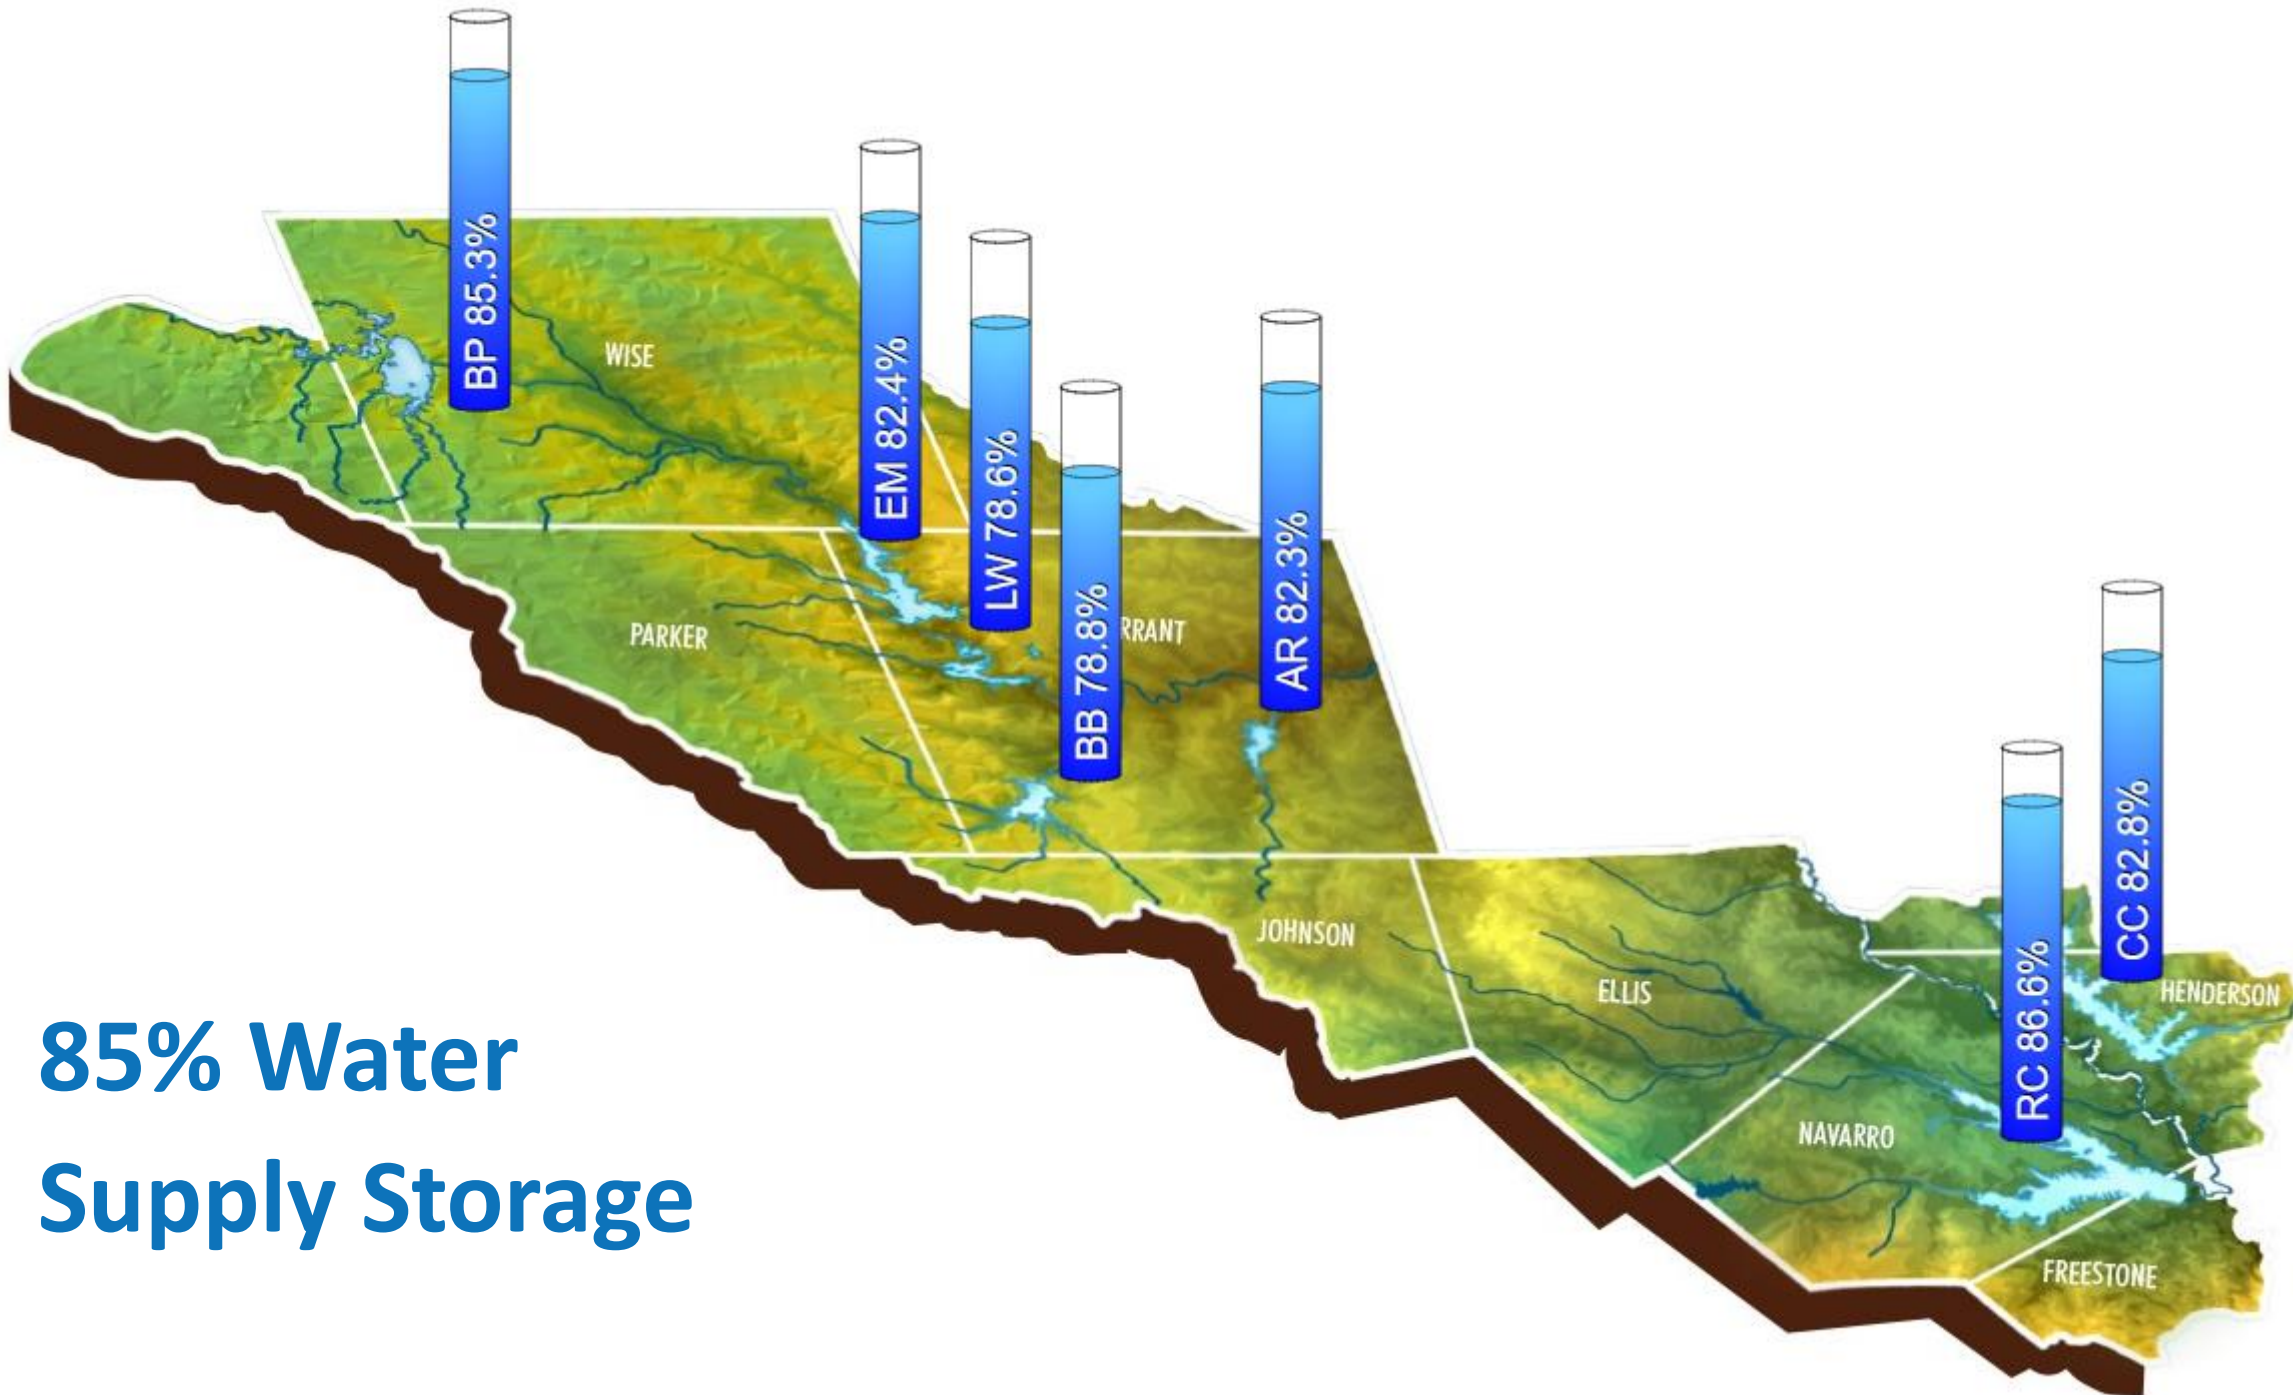 BP 85.3%
EM 82.4%
LW 78.6%
BB 78.8%
AR 82.3%
CC 82.8%
RC 86.6%
WISE
PARKER
RRANT
JOHNSON
ELLIS
HENDERSON
NAVARRO
FREESTONE
85% Water
Supply Storage